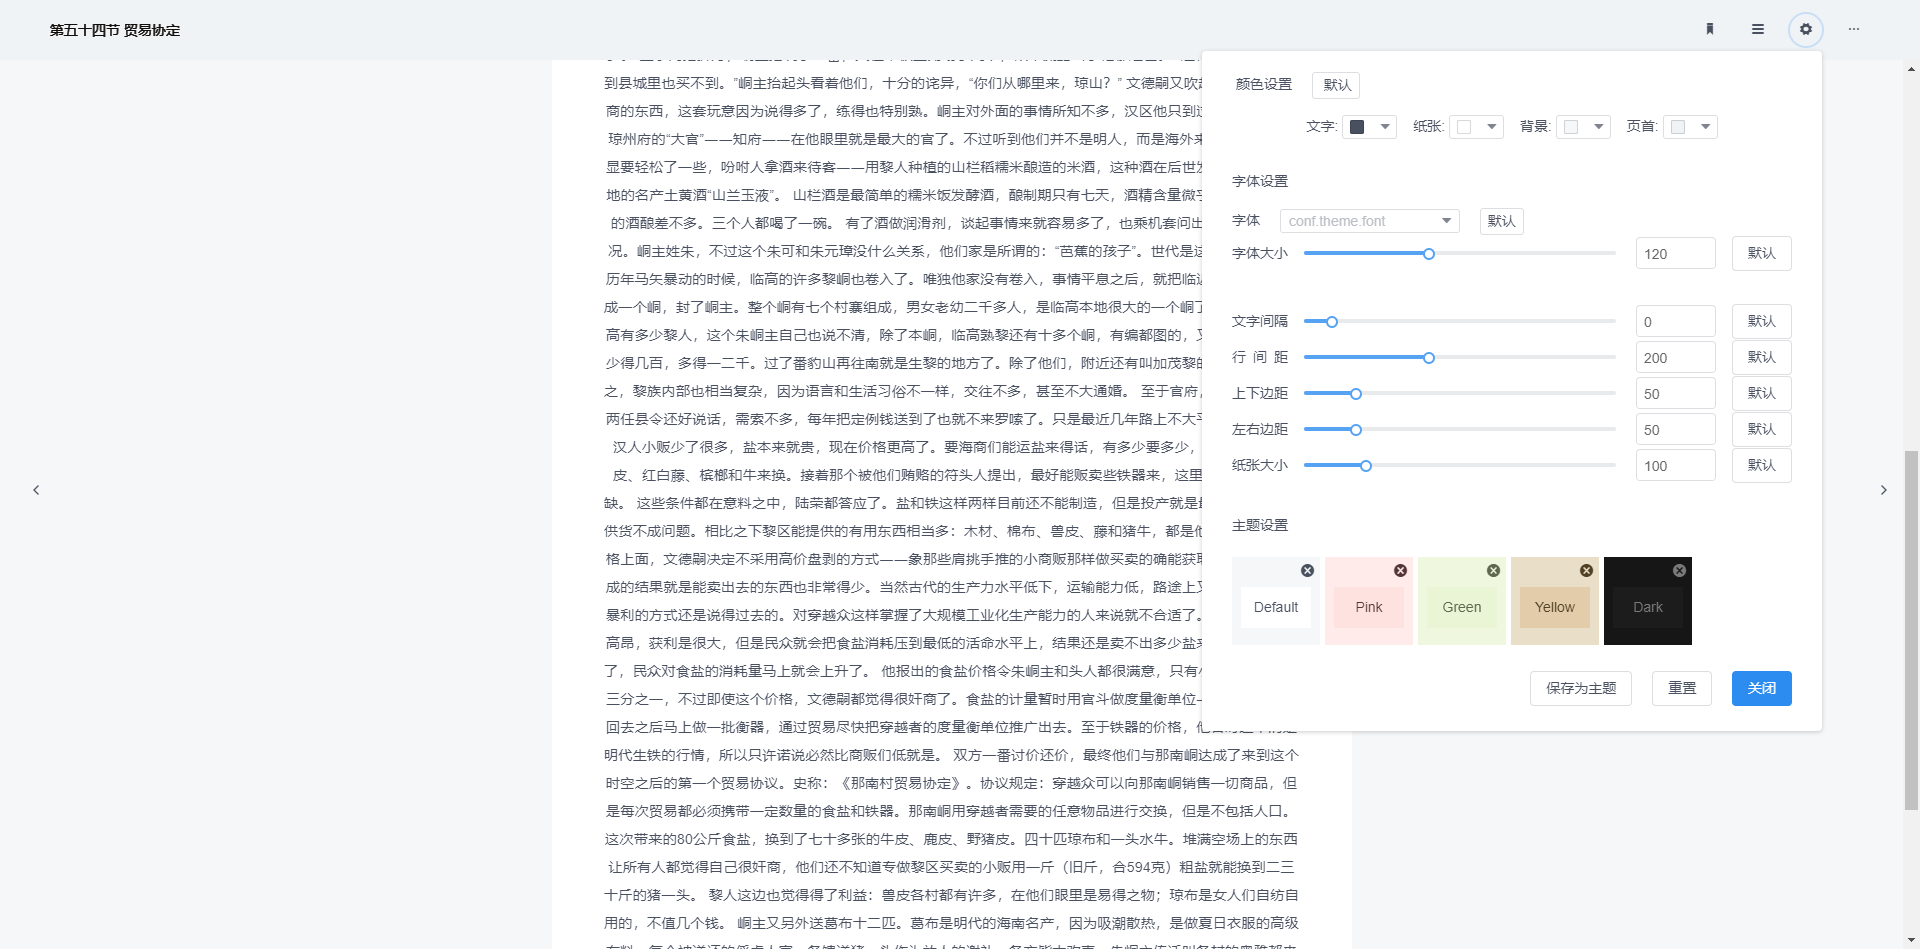 第五十四节 贸易协定
到县城里也买不到。”峒主抬起头看着他们，十分的诧异，“你们从哪里来，琼山？” 文德嗣又吹起
商的东西，这套玩意因为说得多了，练得也特别熟。峒主对外面的事情所知不多，汉区他只到过
琼州府的“大官”——知府——在他眼里就是最大的官了。不过听到他们并不是明人，而是海外来
显要轻松了一些，吩咐人拿酒来待客——用黎人种植的山栏稻糯米酿造的米酒，这种酒在后世发
地的名产土黄酒“山兰玉液”。 山栏酒是最简单的糯米饭发酵酒，酿制期只有七天，酒精含量微乎
的酒酿差不多。三个人都喝了一碗。 有了酒做润滑剂，谈起事情来就容易多了，也乘机套问出
况。峒主姓朱，不过这个朱可和朱元璋没什么关系，他们家是所谓的：“芭蕉的孩子”。世代是这
历年马矢暴动的时候，临高的许多黎峒也卷入了。唯独他家没有卷入，事情平息之后，就把临近
成一个峒，封了峒主。整个峒有七个村寨组成，男女老幼二千多人，是临高本地很大的一个峒了
高有多少黎人，这个朱峒主自己也说不清，除了本峒，临高熟黎还有十多个峒，有编都图的，又
少得几百，多得一二千。过了番豹山再往南就是生黎的地方了。除了他们，附近还有叫加茂黎的
之，黎族内部也相当复杂，因为语言和生活习俗不一样，交往不多，甚至不大通婚。 至于官府，
两任县令还好说话，需索不多，每年把定例钱送到了也就不来罗嗦了。只是最近几年路上不大平
汉人小贩少了很多，盐本来就贵，现在价格更高了。要海商们能运盐来得话，有多少要多少，
皮、红白藤、槟榔和牛来换。接着那个被他们贿赂的符头人提出，最好能贩卖些铁器来，这里
缺。 这些条件都在意料之中，陆荣都答应了。盐和铁这样两样目前还不能制造，但是投产就是最
供货不成问题。相比之下黎区能提供的有用东西相当多：木材、棉布、兽皮、藤和猪牛，都是他
格上面，文德嗣决定不采用高价盘剥的方式——象那些肩挑手推的小商贩那样做买卖的确能获取
成的结果就是能卖出去的东西也非常得少。当然古代的生产力水平低下，运输能力低，路途上又
暴利的方式还是说得过去的。对穿越众这样掌握了大规模工业化生产能力的人来说就不合适了。
高昂，获利是很大，但是民众就会把食盐消耗压到最低的活命水平上，结果还是卖不出多少盐来
了，民众对食盐的消耗量马上就会上升了。 他报出的食盐价格令朱峒主和头人都很满意，只有小
三分之一，不过即使这个价格，文德嗣都觉得很奸商了。食盐的计量暂时用官斗做度量衡单位—
回去之后马上做一批衡器，通过贸易尽快把穿越者的度量衡单位推广出去。至于铁器的价格，他
明代生铁的行情，所以只许诺说必然比商贩们低就是。 双方一番讨价还价，最终他们与那南峒达成了来到这个
时空之后的第一个贸易协议。史称：《那南村贸易协定》。协议规定：穿越众可以向那南峒销售一切商品，但
是每次贸易都必须携带一定数量的食盐和铁器。那南峒用穿越者需要的任意物品进行交换，但是不包括人口。
这次带来的80公斤食盐，换到了七十多张的牛皮、鹿皮、野猪皮。四十匹琼布和一头水牛。堆满空场上的东西
让所有人都觉得自己很奸商，他们还不知道专做黎区买卖的小贩用一斤（旧斤，合594克）粗盐就能换到二三
十斤的猪一头。 黎人这边也觉得得了利益：兽皮各村都有许多，在他们眼里是易得之物；琼布是女人们自纺自
用的，不值几个钱。 峒主又另外送葛布十二匹。葛布是明代的海南名产，因为吸潮散热，是做夏日衣服的高级
颜色设置 默认
文字: 纸张: 背景: 页首:
字体设置
字体 conf.theme.font 默认
字体大小 120 默认
文字间隔 0 默认
行 间 距 200 默认
上下边距 50 默认
左右边距 50 默认
纸张大小 100 默认
主题设置
Default Pink Green Yellow Dark
保存为主题 重置 关闭